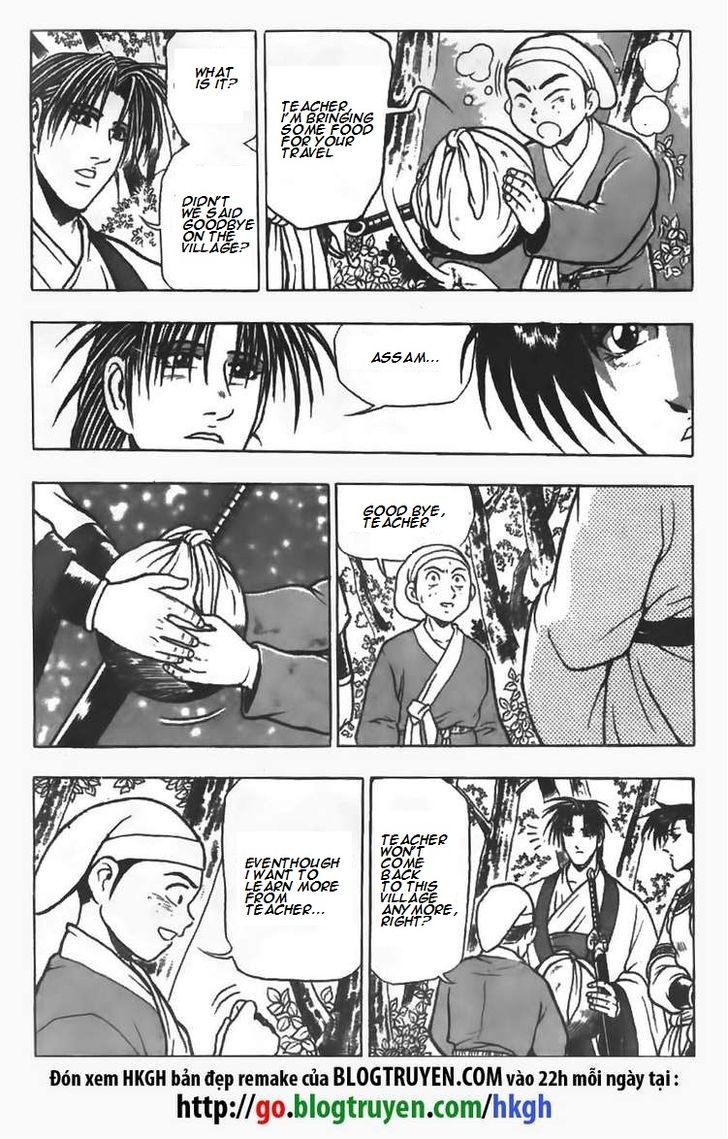 WHAT
IS IT?
DIDN'T
WE SAID
GOODBYE
ON THE
VILLAGE?
TEACHER,
I'M BRINGING
SOME FOOD
FOR YOUR
TRAVEL
ASSAM...
GOOD BYE,
TEACHER
EVENTHOUGH
I WANT TO
LEARN MORE
FROM
TEACHER...
TEACHER
WON'T
COME
BACK
TO THIS
VILLAGE
ANYMORE,
RIGHT?
Đón xem HKGH bản đẹp remake của BLOGTRUYEN.COM vào 22h mỗi ngày tại :
http://go.blogtruyen.com/hkgh